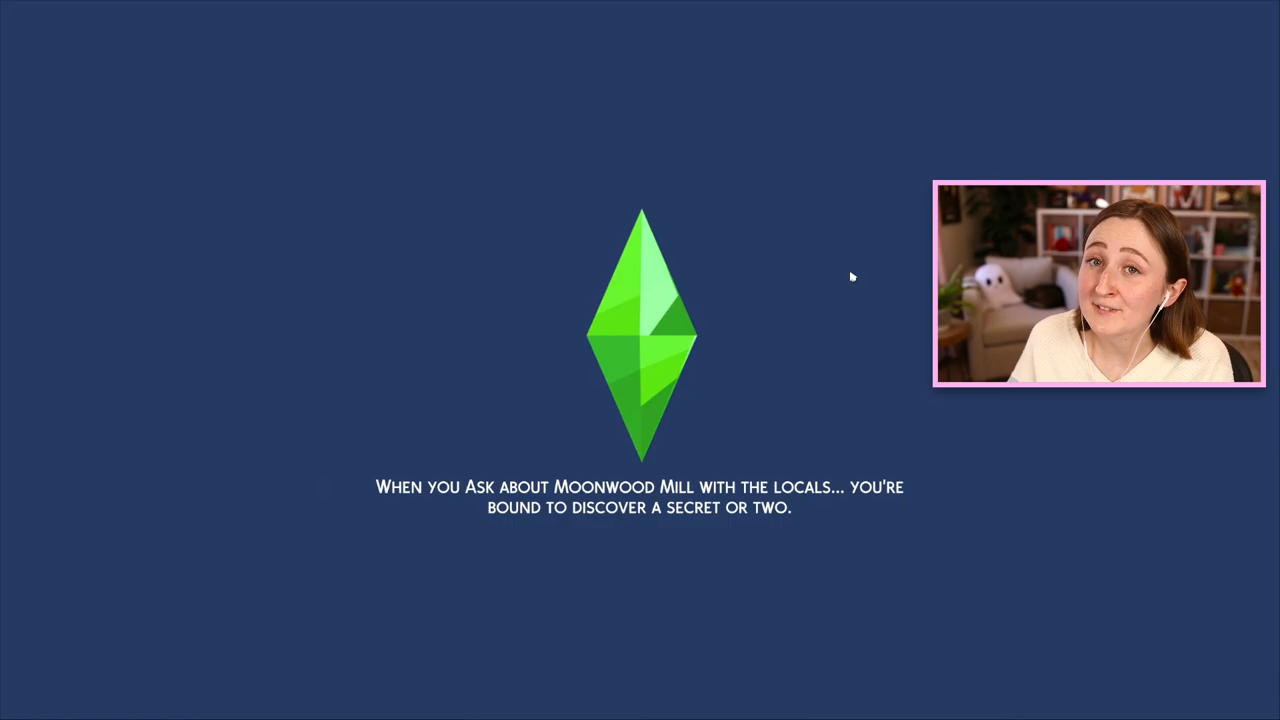 When you Ask about Moonwood Mill with the locals... you're
bound to discover a secret or two.